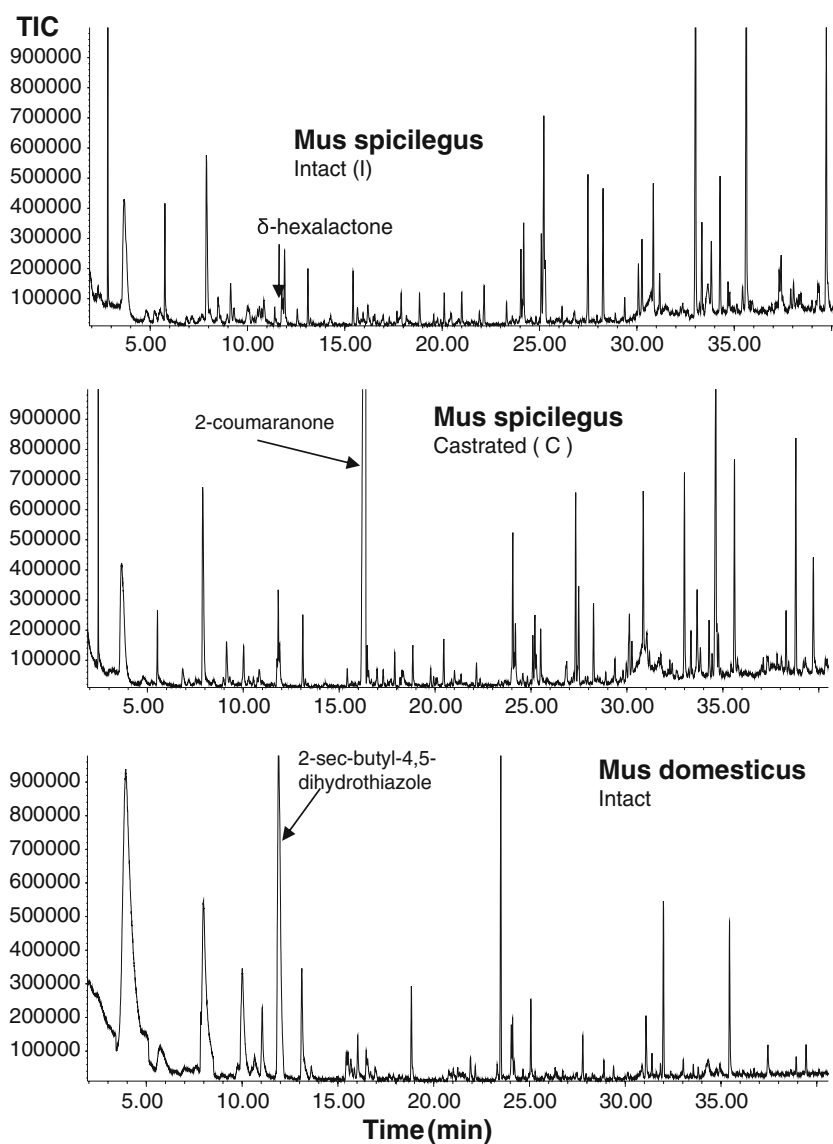 TIC
900000
800000
700000
600000
500000
400000
300000
200000
100000
Mus spicilegus
Intact (I)
δ-hexalactone
5.00 10.00 15.00 20.00 25.00 30.00 35.00
900000
800000
700000
600000
500000
400000
300000
200000
100000
2-coumaranone
Mus spicilegus
Castrated ( C )
5.00 10.00 15.00 20.00 25.00 30.00 35.00
900000
800000
700000
600000
500000
400000
300000
200000
100000
2-sec-butyl-4,5-
dihydrothiazole
Mus domesticus
Intact
5.00 10.00 15.00 20.00 25.00 30.00 35.00
Time (min)